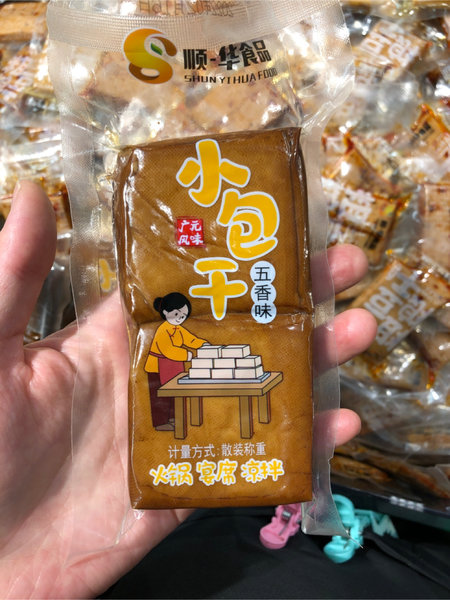 顺一华食品
SHUN YI HUA FOOD
小包干
广元
风味
五香味
计量方式:散装称重
火锅 宴席 凉拌